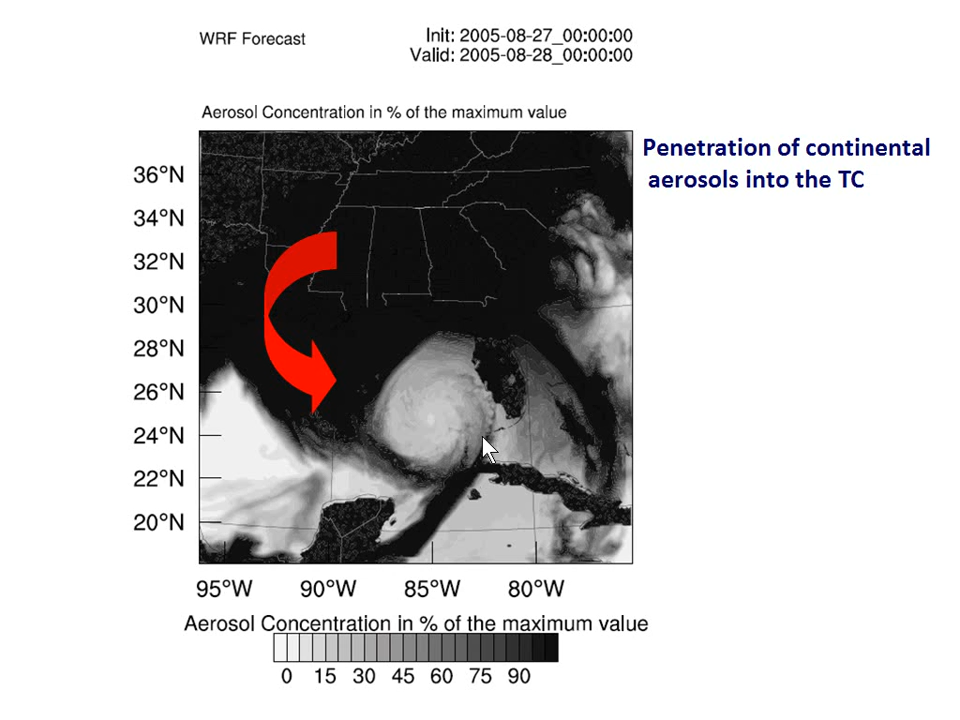 WRF Forecast
Init: 2005-08-27_00:00:00
Valid: 2005-08-28_00:00:00
Aerosol Concentration in % of the maximum value
Penetration of continental
aerosols into the TC
36°N
34°N
32°N
30°N
28°N
26°N
24°N
22°N
20°N
95°W 90°W 85°W 80°W
Aerosol Concentration in % of the maximum value
0 15 30 45 60 75 90